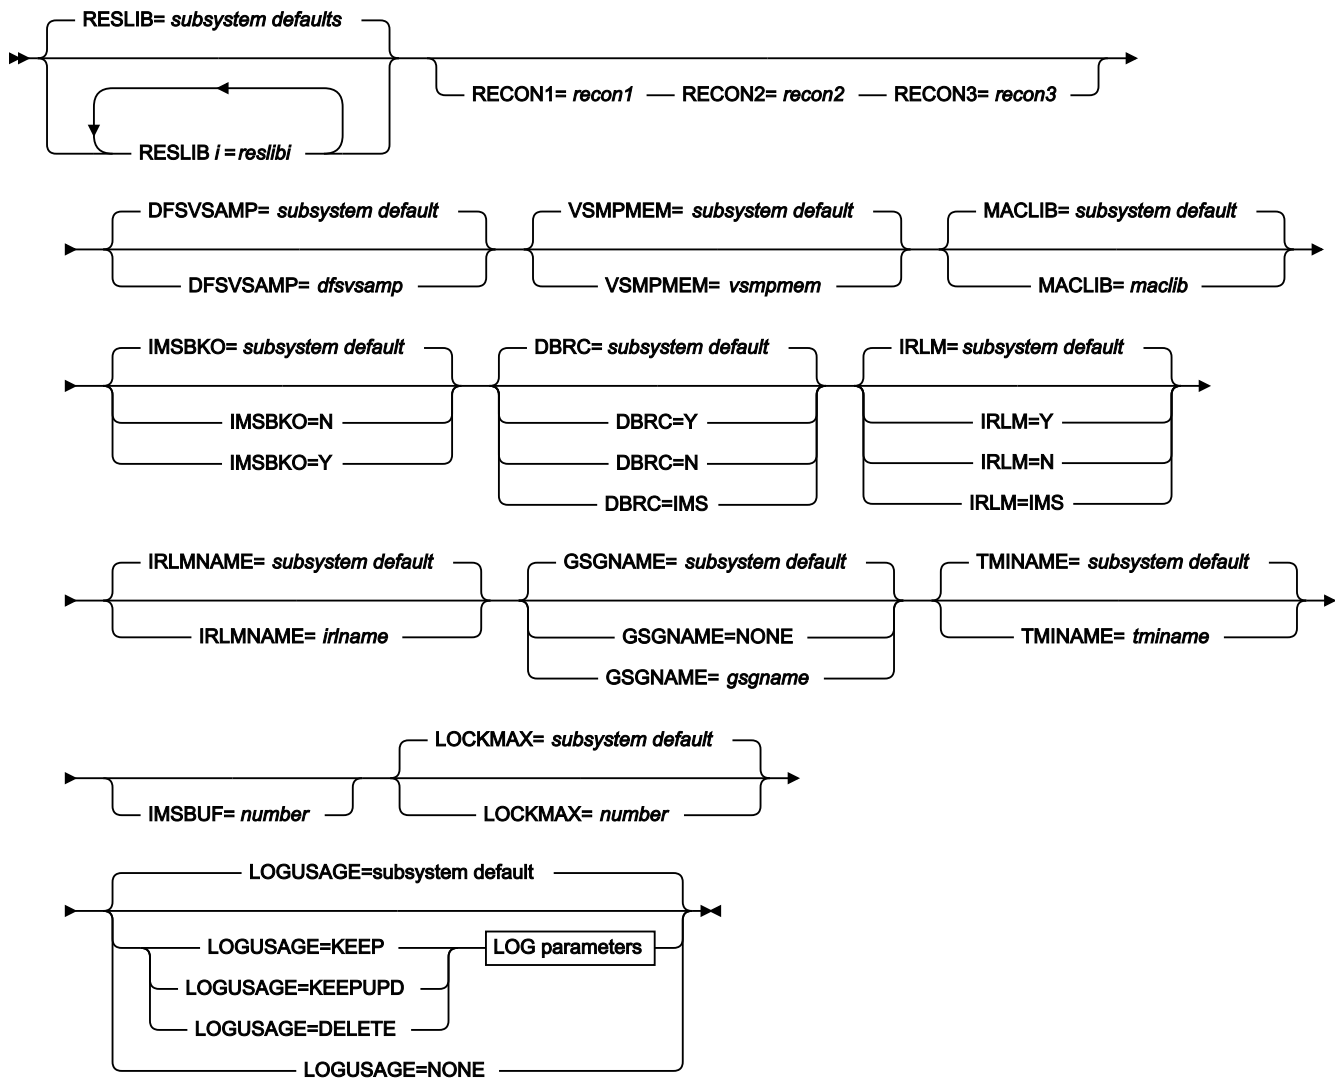 RESLIB= subsystem defaults
RECON1= recon1 RECON2= recon2 RECON3= recon3
RESLIB i =reslibi
DFSVSAMP= subsystem default VSMPMEM= subsystem default MACLIB= subsystem default
DFSVSAMP= dfsvsamp VSMPMEM= vsmpmem MACLIB= maclib
IMSBKO= subsystem default DBRC= subsystem default IRLM= subsystem default
IMSBKO=N DBRC=Y IRLM=Y
IMSBKO=Y DBRC=N IRLM=N
DBRC=IMS IRLM=IMS
IRLMNAME= subsystem default GSGNAME= subsystem default TMINAME= subsystem default
IRLMNAME= irlname GSGNAME=NONE TMINAME= tminame
GSGNAME= gsgname
LOCKMAX= subsystem default
IMSBUF= number LOCKMAX= number
LOGUSAGE=subsystem default
LOGUSAGE=KEEP LOG parameters
LOGUSAGE=KEEPUPD
LOGUSAGE=DELETE
LOGUSAGE=NONE